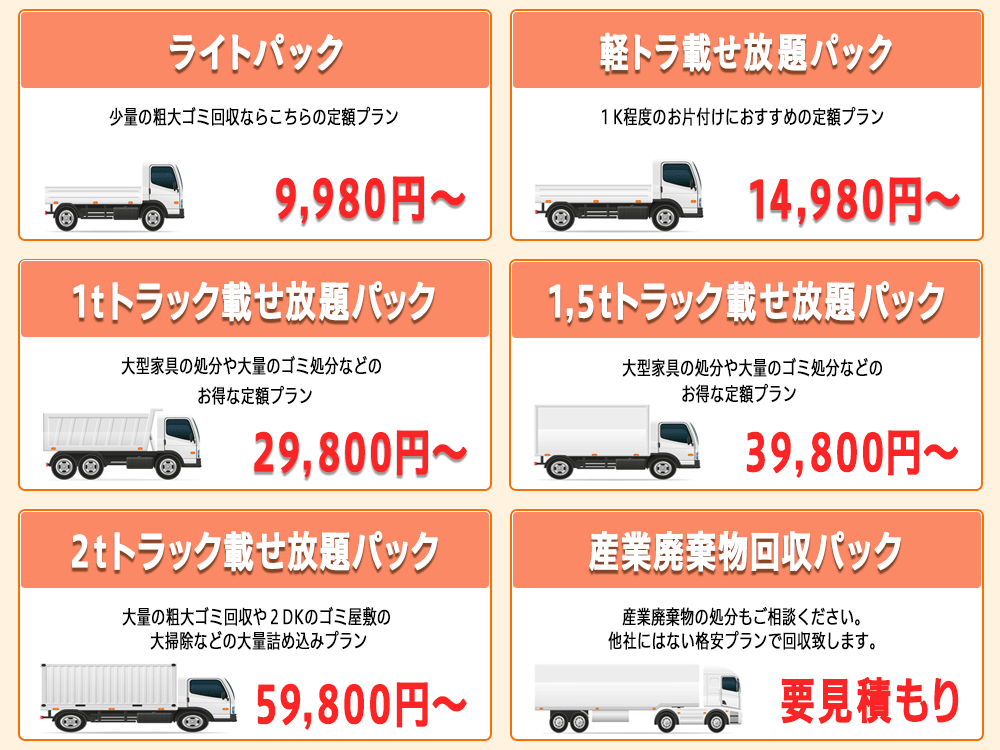 ライトパック
少量の粗大ゴミ回収ならこちらの定額プラン
9,980円～
軽トラ載せ放題パック
１K程度のお片付けにおすすめの定額プラン
14,980円～
1tトラック載せ放題パック
大型家具の処分や大量のゴミ処分などの
お得な定額プラン
29,800円～
1,5tトラック載せ放題パック
大型家具の処分や大量のゴミ処分などの
お得な定額プラン
39,800円～
2tトラック載せ放題パック
大量の粗大ゴミ回収や２DKのゴミ屋敷の
大掃除などの大量詰め込みプラン
59,800円～
産業廃棄物回収パック
産業廃棄物の処分もご相談ください。
他社にはない格安プランで回収致します。
要見積もり